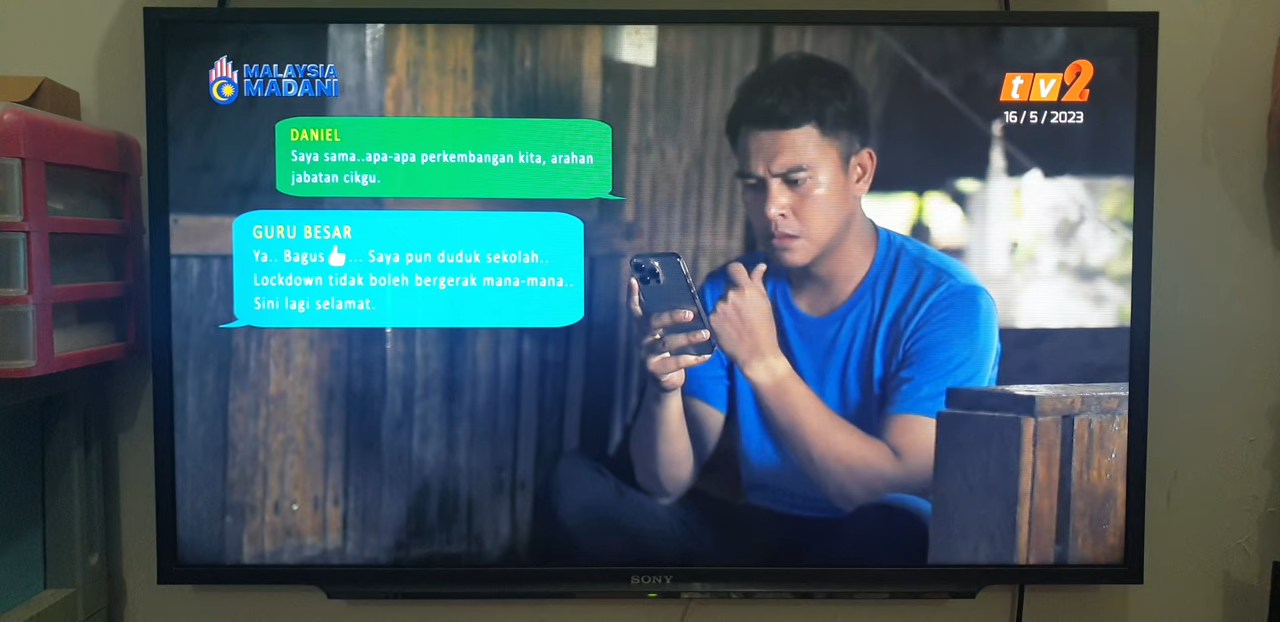 MALAYSIA
MADANI
tv2
16/5/2023
DANIEL
Saya sama..apa-apa perkembangan kita, arahan
jabatan cikgu.
GURU BESAR
Ya.. Bagus👍... Saya pun duduk sekolah..
Lockdown tidak boleh bergerak mana-mana..
Sini lagi selamat.
SONY